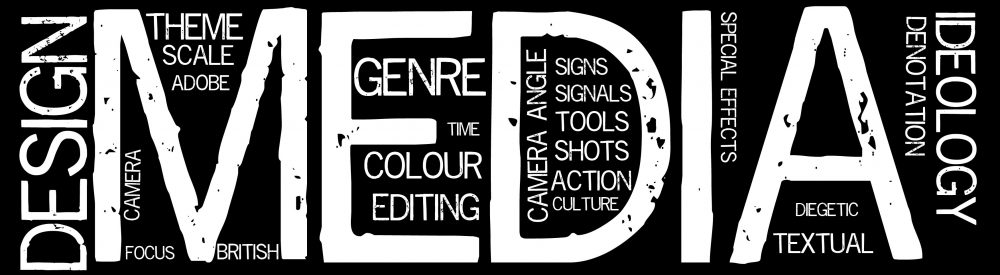 DESIGN
MEDIA
THEME
SCALE
ADOBE
CAMERA
FOCUS
BRITISH
GENRE
TIME
COLOUR
EDITING
CAMERA ANGLE
SIGNS
SIGNALS
TOOLS
SHOTS
ACTION
CULTURE
SPECIAL EFFECTS
DIEGETIC
TEXTUAL
DENOTATION
IDEOLOGY